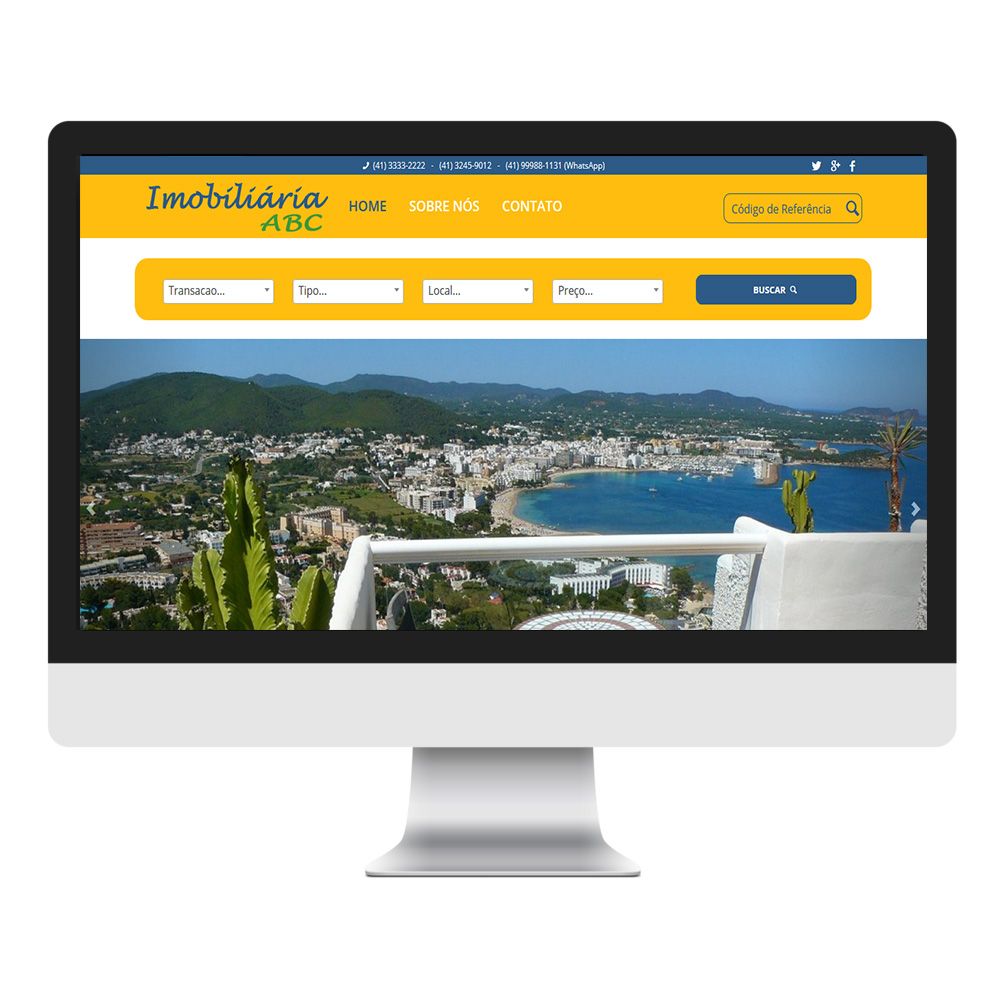 (41) 3333-2222 - (41) 3245-9012 - (41) 99988-1131 (WhatsApp)
Imobiliária
ABC
HOME SOBRE NÓS CONTATO
Código de Referência
Transacao... Tipo... Local... Preço... BUSCAR